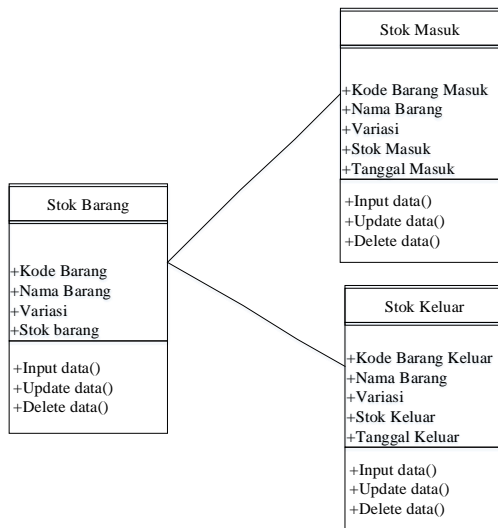 Stok Masuk
+Kode Barang Masuk
+Nama Barang
+Variasi
+Stok Masuk
+Tanggal Masuk
+Input data()
+Update data()
+Delete data()
Stok Barang
+Kode Barang
+Nama Barang
+Variasi
+Stok barang
+Input data()
+Update data()
+Delete data()
Stok Keluar
+Kode Barang Keluar
+Nama Barang
+Variasi
+Stok Keluar
+Tanggal Keluar
+Input data()
+Update data()
+Delete data()